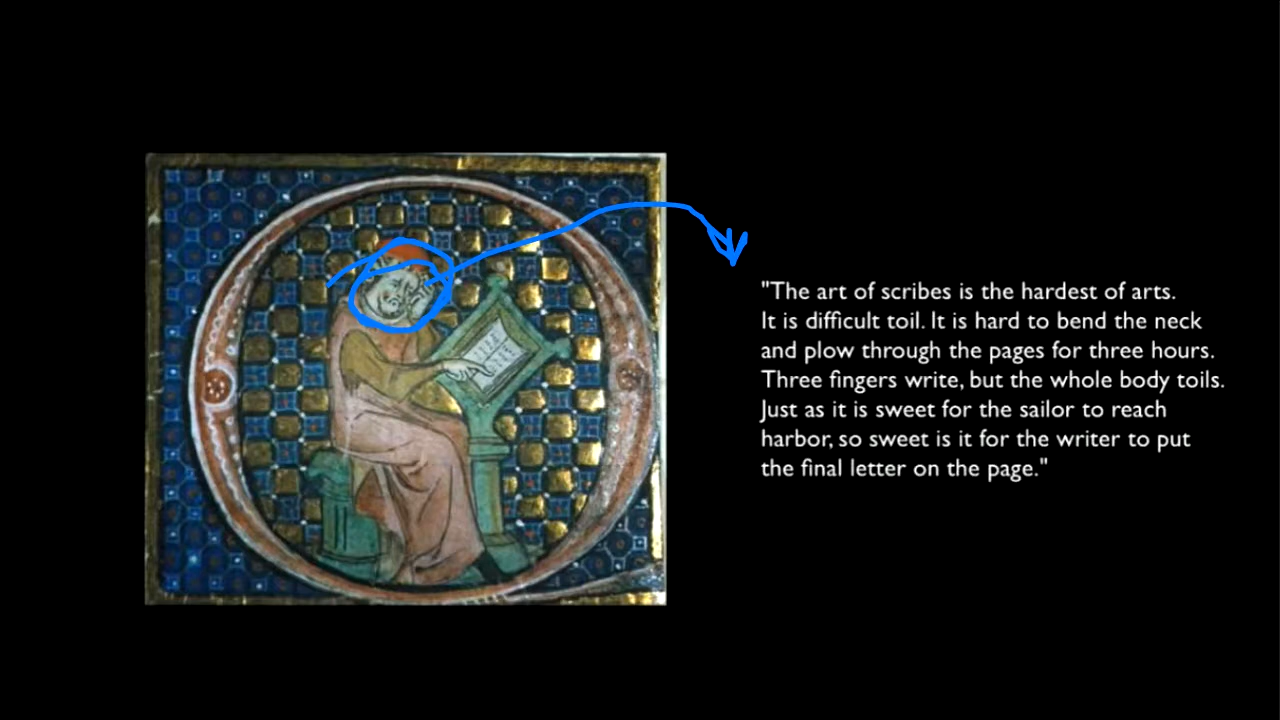 "The art of scribes is the hardest of arts.
It is difficult toil. It is hard to bend the neck
and plow through the pages for three hours.
Three fingers write, but the whole body toils.
Just as it is sweet for the sailor to reach
harbor, so sweet is it for the writer to put
the final letter on the page."